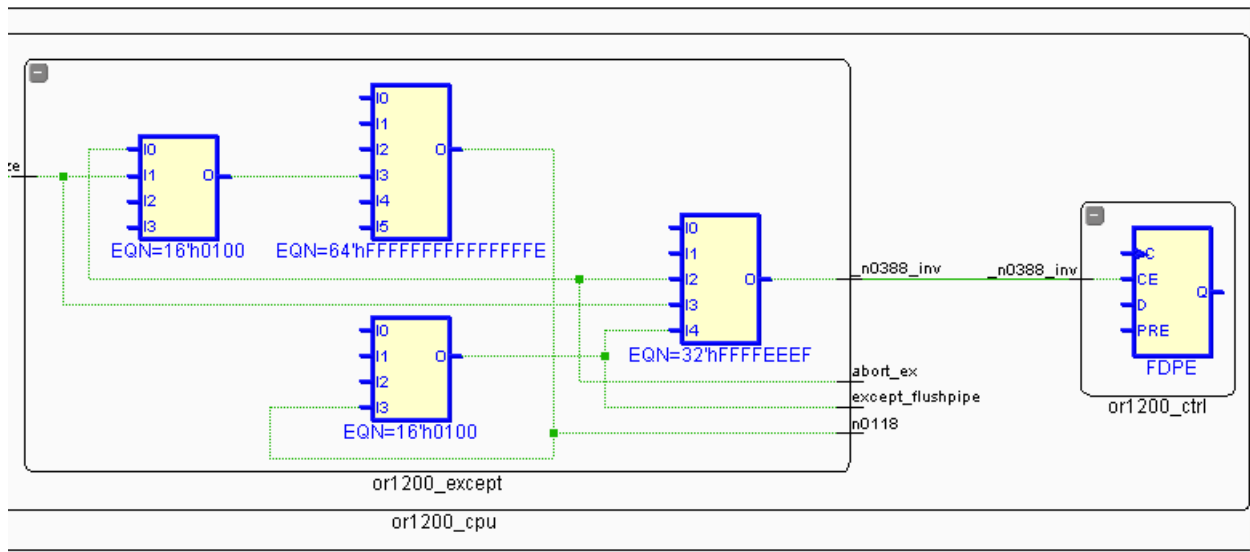 ze
I0
I1
I2
I3
O
EQN=16'h0100
I0
I1
I2
I3
I4
I5
O
EQN=64'hFFFFFFFFFFFFFFFE
I0
I1
I2
I3
O
EQN=16'h0100
I0
I1
I2
I3
I4
O
EQN=32'hFFFFEEEF
_n0388_inv
_n0388_inv
abort_ex
except_flushpipe
n0118
C
CE
D
PRE
Q
FDPE
or1200_ctrl
or1200_except
or1200_cpu